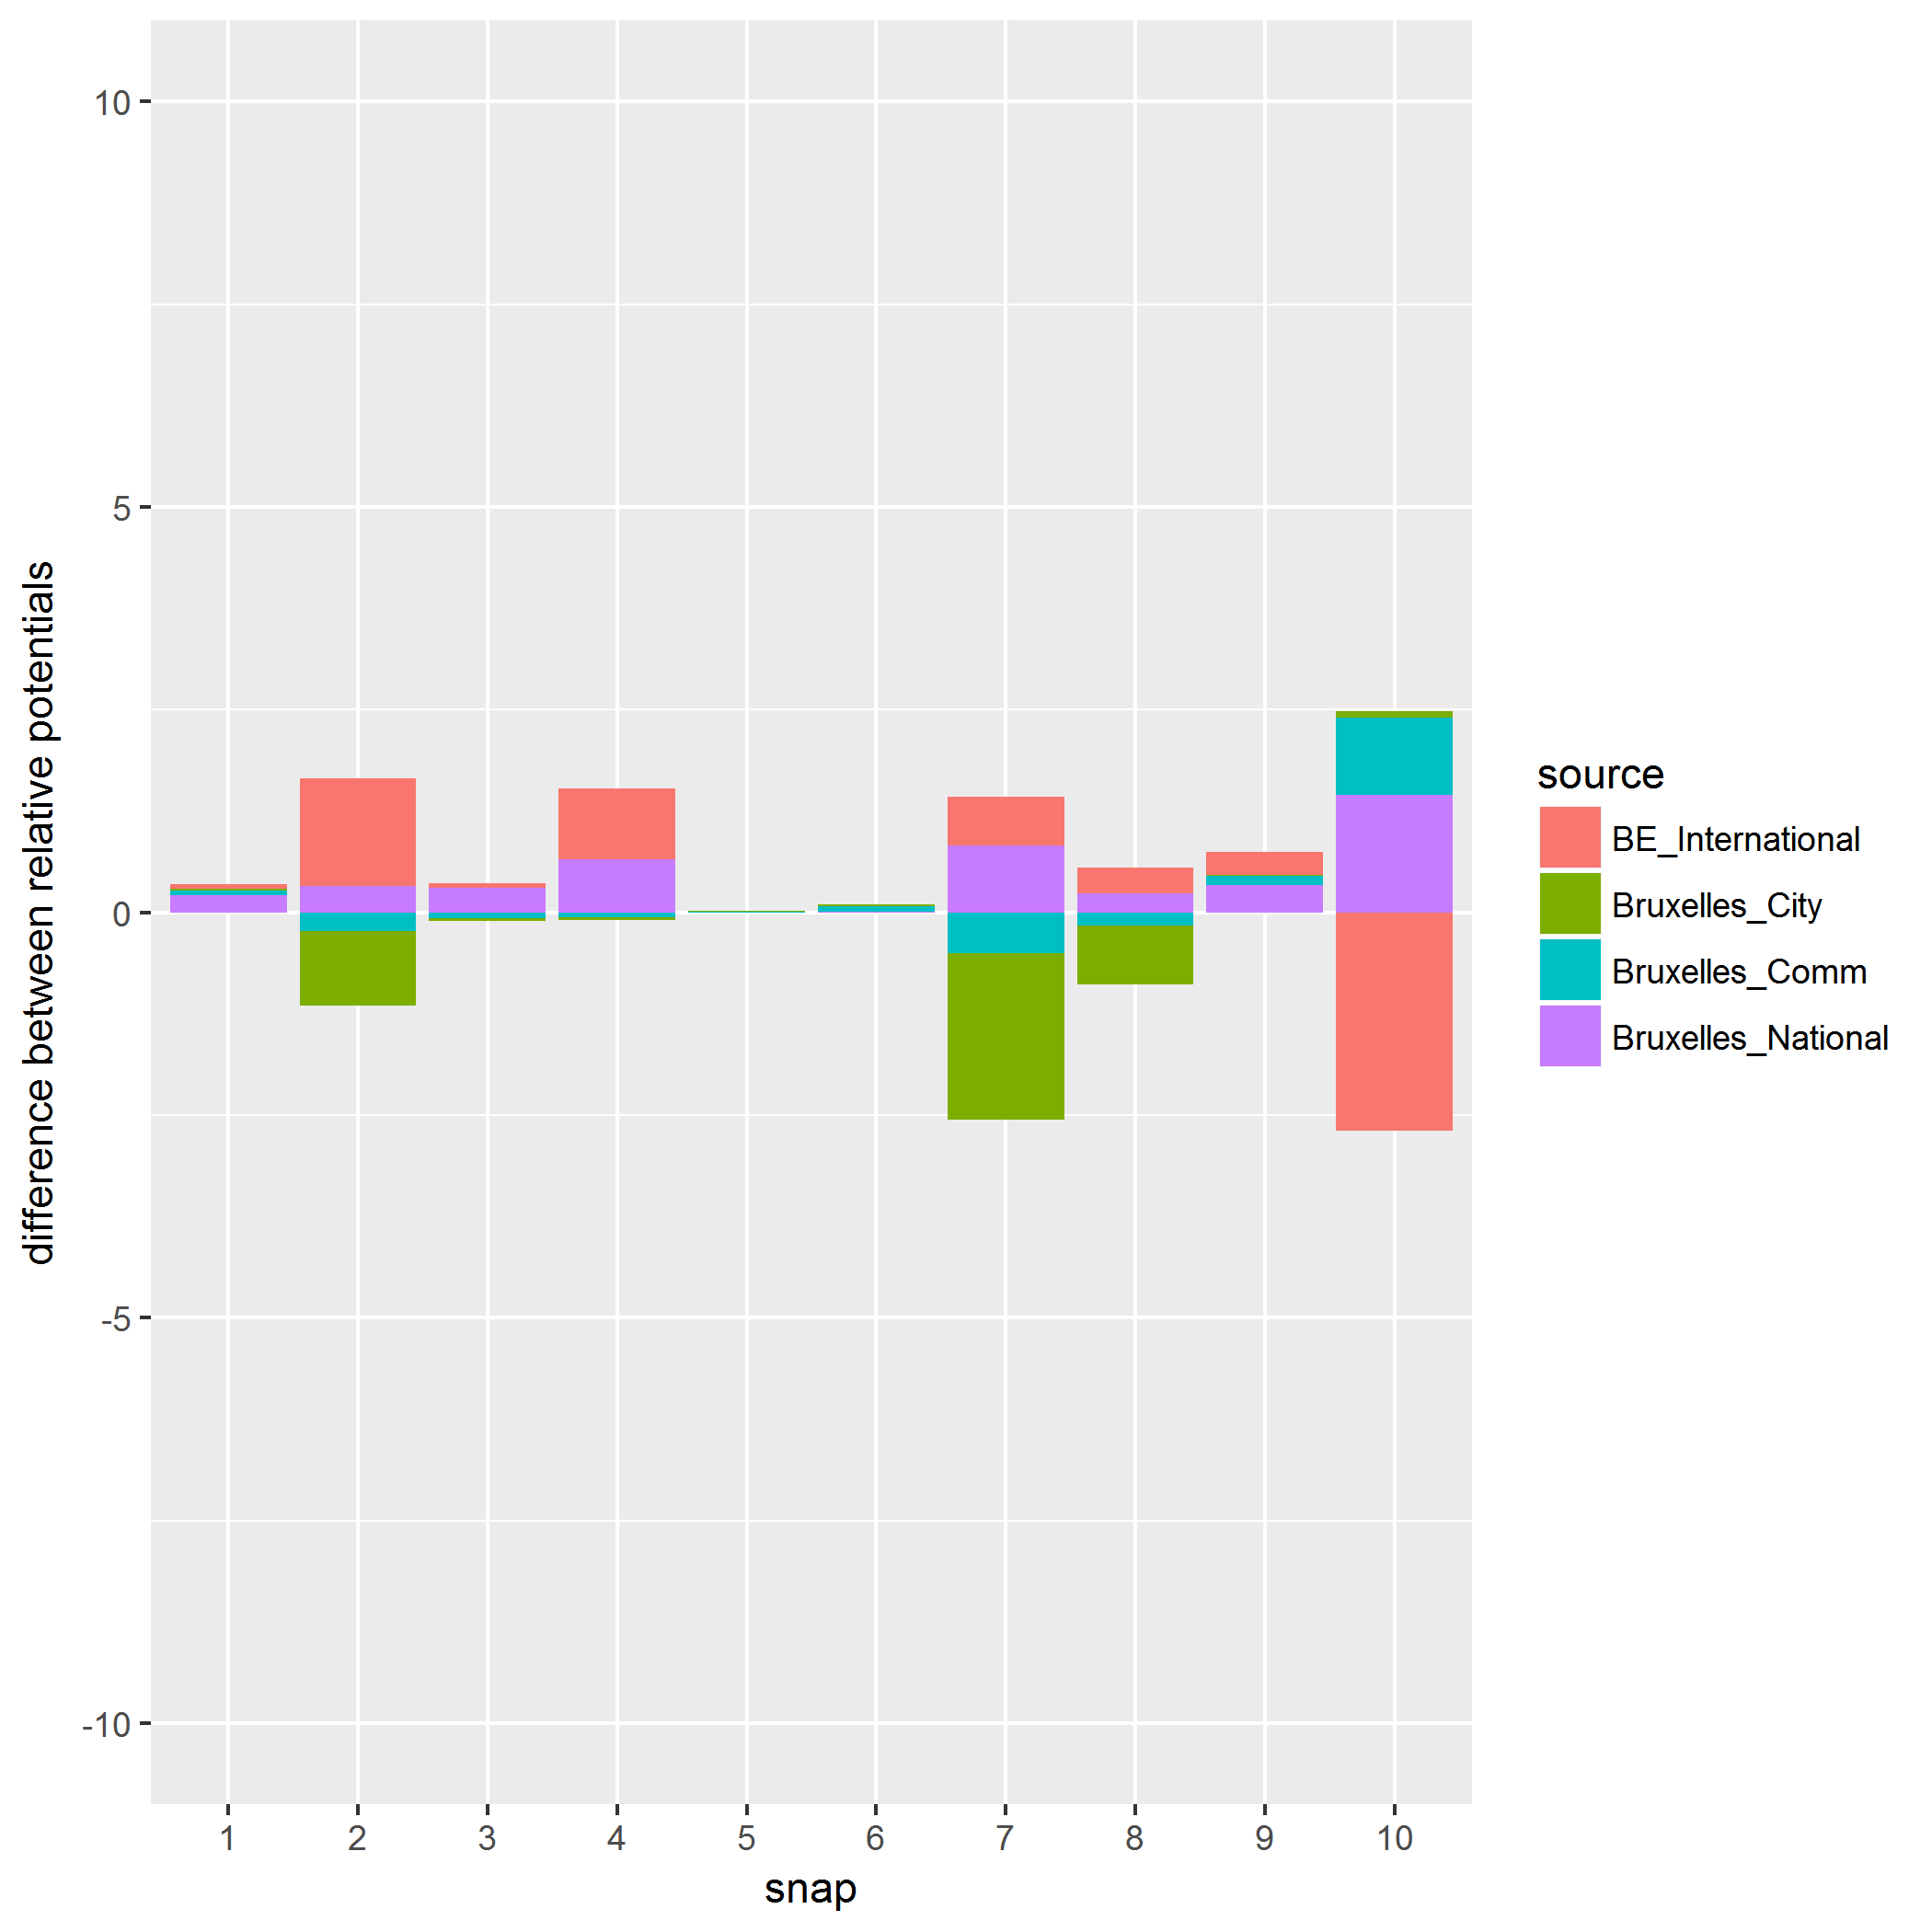 difference between relative potentials
10
5
0
-5
-10
1 2 3 4 5 6 7 8 9 10
snap
source
BE_International
Bruxelles_City
Bruxelles_Comm
Bruxelles_National